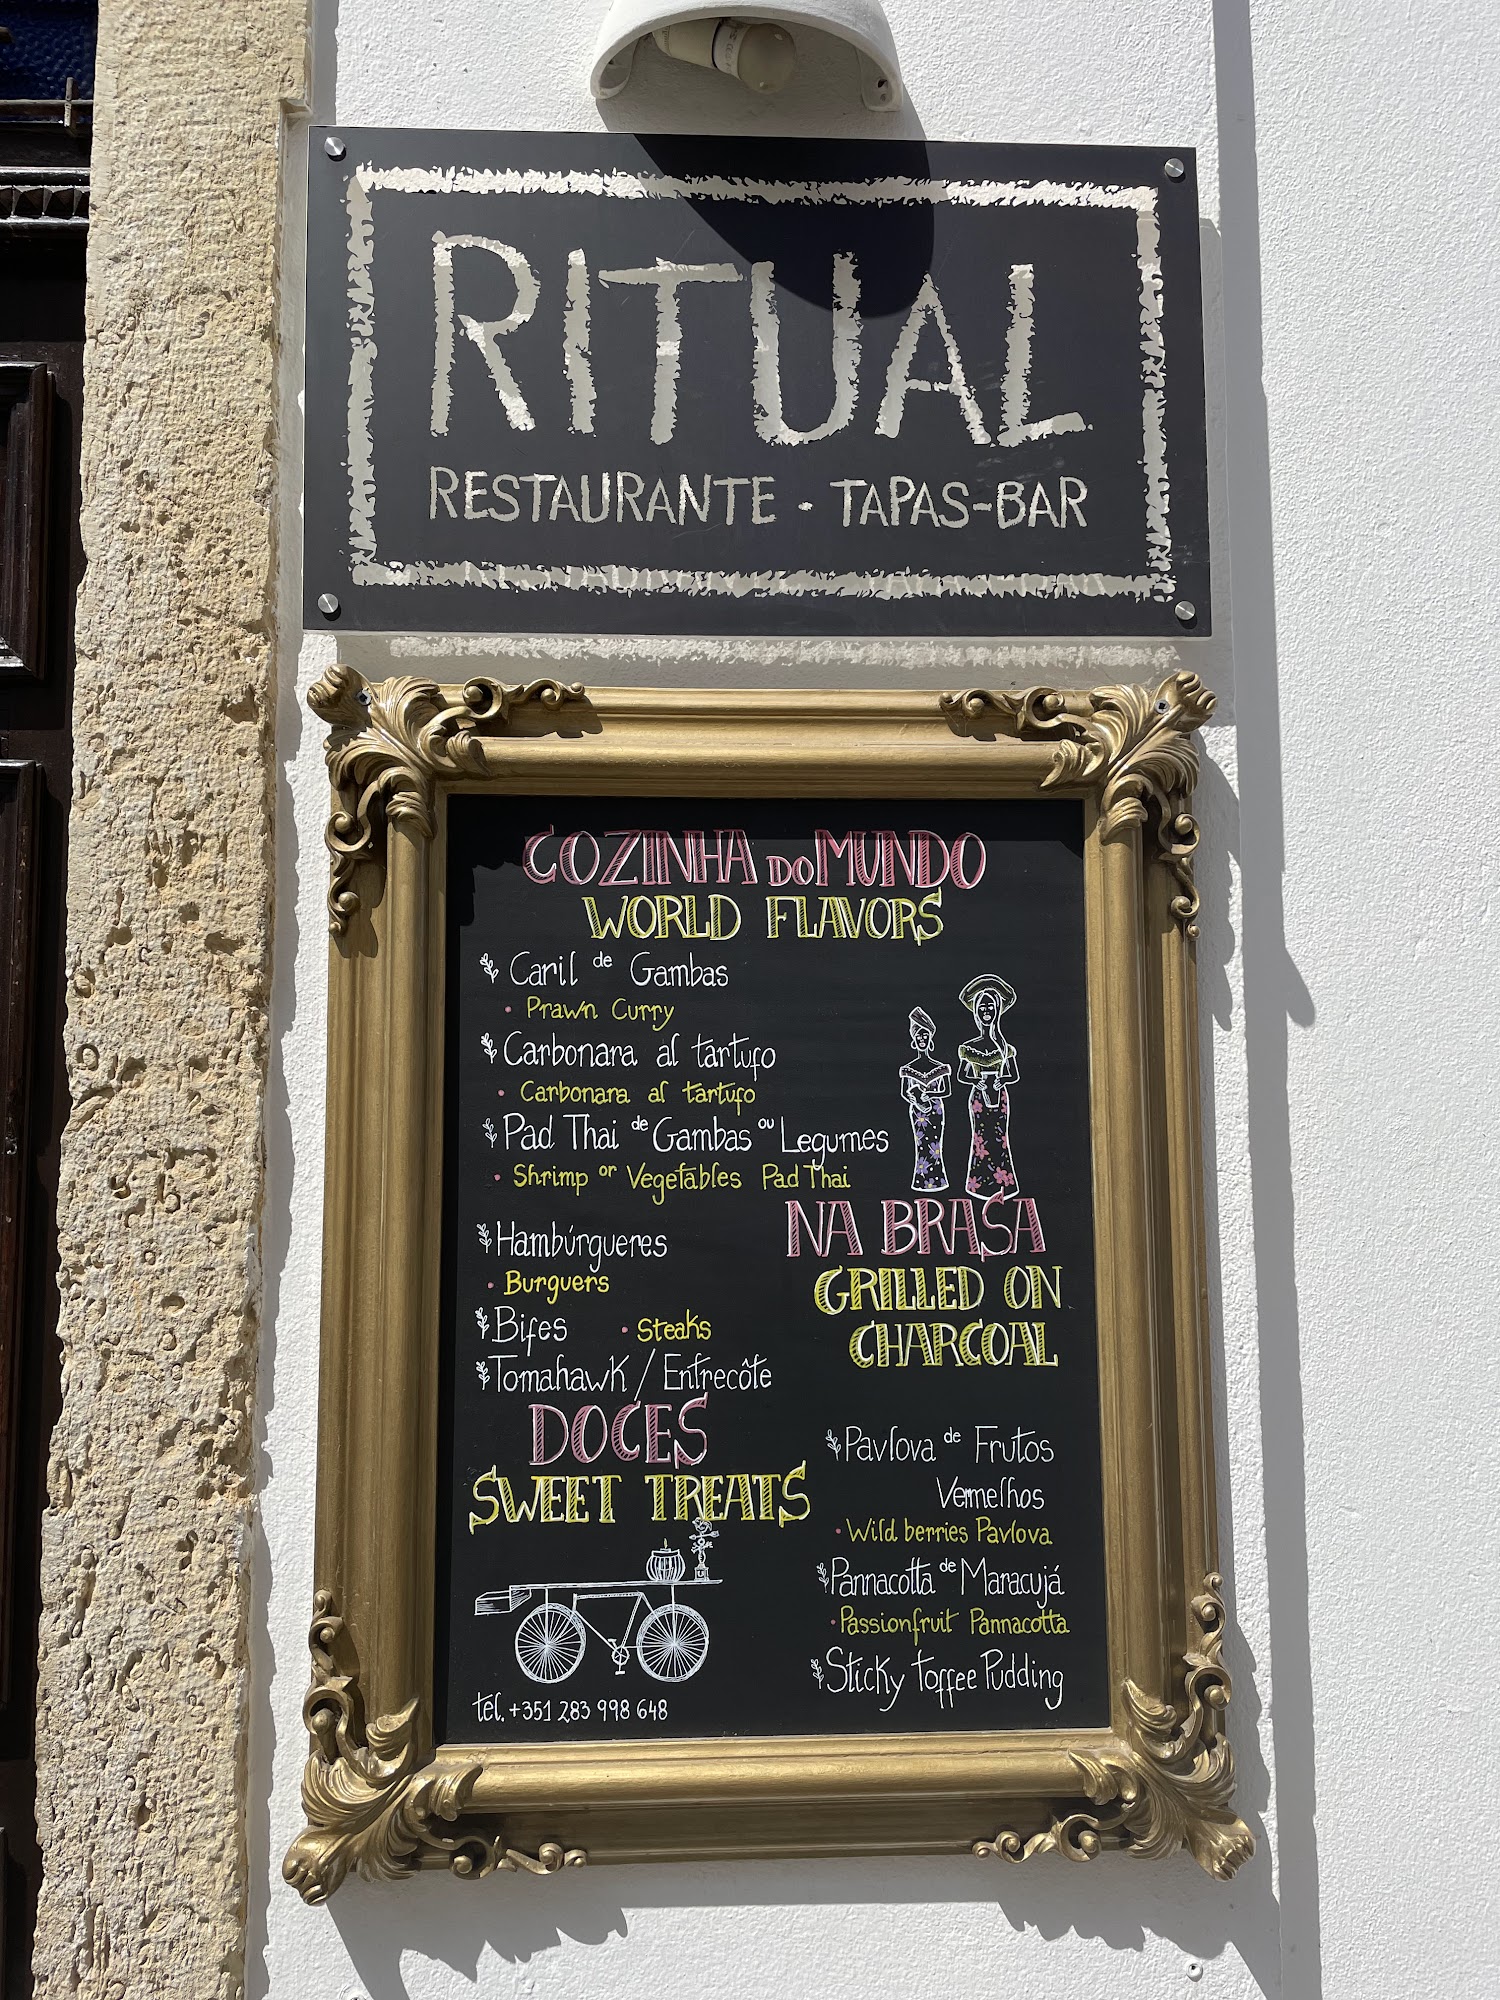 RITUAL
RESTAURANTE · TAPAS-BAR
COZINHA DO MUNDO
WORLD FLAVORS
Caril de Gambas
• Prawn Curry
Carbonara al tartufo
• Carbonara al tartufo
Pad Thai de Gambas ou Legumes
• Shrimp or Vegetables Pad Thai
NA BRASA
GRILLED ON
CHARCOAL
Hambúrgueres
• Burguers
Bifes • Steaks
Tomahawk / Entrecôte
DOCES
SWEET TREATS
Pavlova de Frutos
Vermelhos
• Wild berries Pavlova
Pannacotta de Maracujá
• Passionfruit Pannacotta
Sticky toffee Pudding
tel. +351 283 998 648